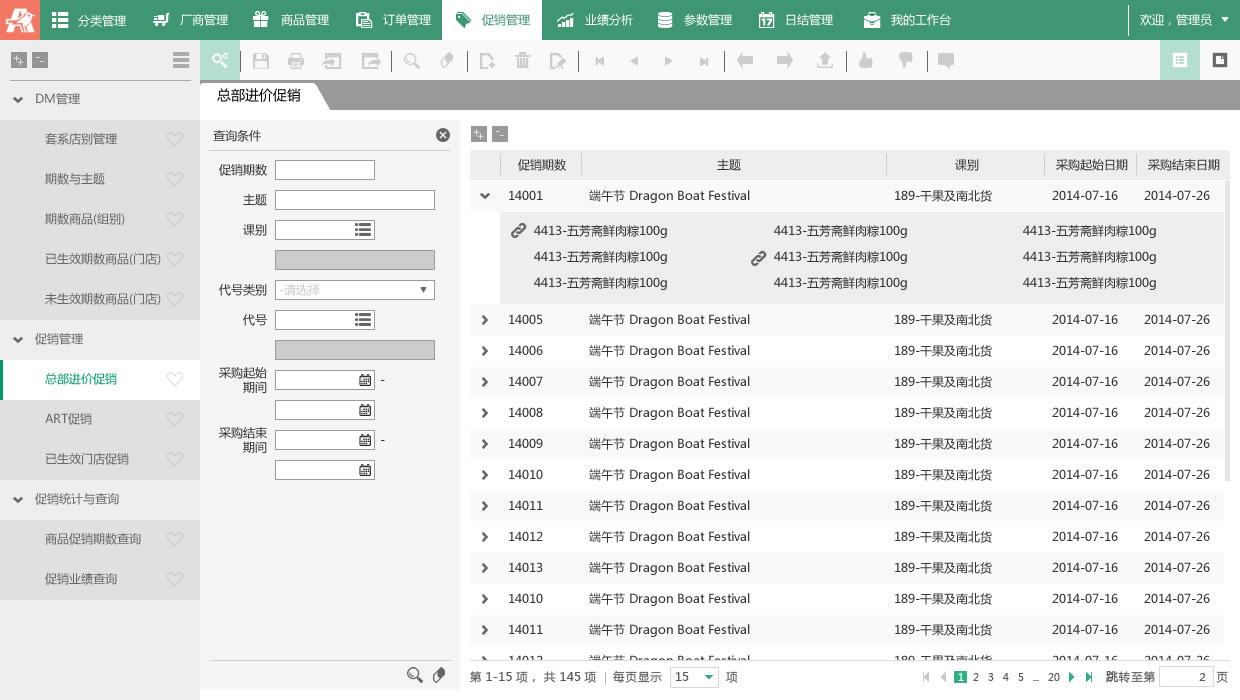 分类管理 厂商管理 商品管理 订单管理 促销管理 业绩分析 参数管理 日结管理 我的工作台 欢迎，管理员
DM管理
套系店别管理
期数与主题
期数商品(组别)
已生效期数商品(门店)
未生效期数商品(门店)
促销管理
总部进价促销
ART促销
已生效门店促销
促销统计与查询
商品促销期数查询
促销业绩查询
总部进价促销
查询条件
促销期数
主题
课别
代号类别 -请选择
代号
采购起始
期间 -
采购结束
期间 -
促销期数 主题 课别 采购起始日期 采购结束日期
14001 端午节 Dragon Boat Festival 189-干果及南北货 2014-07-16 2014-07-26
4413-五芳斋鲜肉粽100g 4413-五芳斋鲜肉粽100g 4413-五芳斋鲜肉粽100g
4413-五芳斋鲜肉粽100g 4413-五芳斋鲜肉粽100g 4413-五芳斋鲜肉粽100g
4413-五芳斋鲜肉粽100g 4413-五芳斋鲜肉粽100g 4413-五芳斋鲜肉粽100g
14005 端午节 Dragon Boat Festival 189-干果及南北货 2014-07-16 2014-07-26
14006 端午节 Dragon Boat Festival 189-干果及南北货 2014-07-16 2014-07-26
14007 端午节 Dragon Boat Festival 189-干果及南北货 2014-07-16 2014-07-26
14008 端午节 Dragon Boat Festival 189-干果及南北货 2014-07-16 2014-07-26
14009 端午节 Dragon Boat Festival 189-干果及南北货 2014-07-16 2014-07-26
14010 端午节 Dragon Boat Festival 189-干果及南北货 2014-07-16 2014-07-26
14011 端午节 Dragon Boat Festival 189-干果及南北货 2014-07-16 2014-07-26
14012 端午节 Dragon Boat Festival 189-干果及南北货 2014-07-16 2014-07-26
14013 端午节 Dragon Boat Festival 189-干果及南北货 2014-07-16 2014-07-26
14010 端午节 Dragon Boat Festival 189-干果及南北货 2014-07-16 2014-07-26
14011 端午节 Dragon Boat Festival 189-干果及南北货 2014-07-16 2014-07-26
14012 端午节 Dragon Boat Festival 189-干果及南北货 2014-07-16 2014-07-26
第 1-15 项， 共 145 项 | 每页显示 15 项 1 2 3 4 5 ... 20 跳转至第 2 页